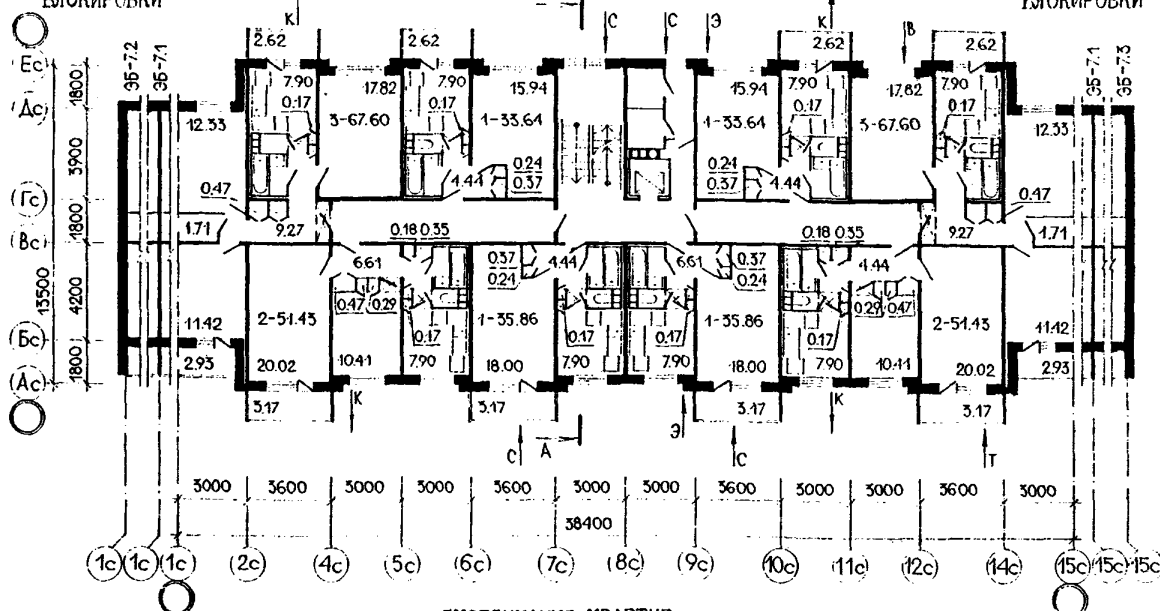 БЛОКИРОВКИ БЛОКИРОВКИ
К С С Э К В
2.62 2.62 2.62 2.62
Ес ЭБ-7.2 ЭБ-7.1 ЭБ-7.1 ЭБ-7.3
1800 7.90 17.82 7.90 15.94 15.94 7.90 17.82 7.90
Дс 12.33 0.17 3-67.60 0.17 1-33.64 1-33.64 0.17 3-67.60 0.17 12.33
3900 0.24 0.24
0.37 4.44 0.37 4.44
Гс 0.47 0.47
1800 1.71 9.27 0.18 0.35 0.18 0.35 9.27 1.71
Вс 6.61 0.37 4.44 6.61 0.37 4.44
0.24 0.24
13500 4200 0.47 0.29 0.29 0.47
11.42 2-51.43 0.17 1-35.86 0.17 0.17 1-35.86 0.17 2-51.43 11.42
Бс
1800 2.93 20.02 10.41 7.90 18.00 7.90 7.90 18.00 7.90 10.41 20.02 2.93
Ас
3.17 К 3.17 3.17 К 3.17
С А Э С Т
3000 3600 3000 3000 3600 3000 3000 3600 3000 3000 3600 3000
38400
1с 1с 1с 2с 4с 5с 6с 7с 8с 9с 10с 11с 12с 14с 15с 15с 15с